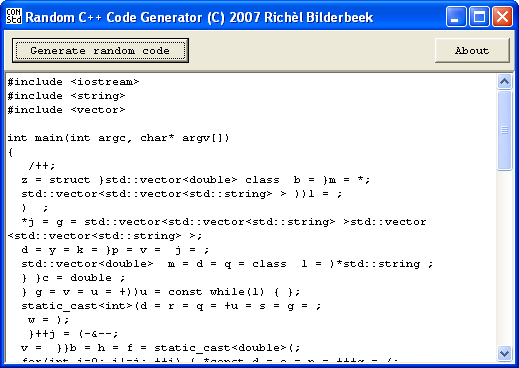 CON
Std
Random C++ Code Generator (C) 2007 Richèl Bilderbeek
Generate random code
About
#include <iostream>
#include <string>
#include <vector>
int main(int argc, char* argv[])
{
/++;
z = struct }std::vector<double> class  b = }m = *;
std::vector<std::vector<std::string> > ))l = ;
)  ;
*j = g = std::vector<std::vector<std::string> >std::vector
<std::vector<std::string> >;
d = y = k = }p = v =  j = ;
std::vector<double>  m = d = q = class  l = )*std::string ;
} }c = double ;
} g = v = u = +))u = const while(l) { };
static_cast<int>(d = r = q = +u = s = g = ;
w = );
}++j = (-&--;
v =  }}b = h = f = static_cast<double>(;